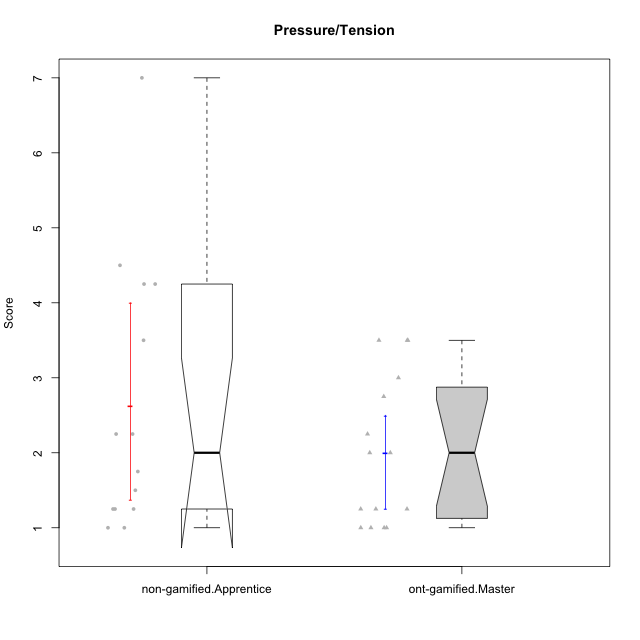 Pressure/Tension
7
6
5
4
3
2
1
Score
non-gamified.Apprentice
ont-gamified.Master